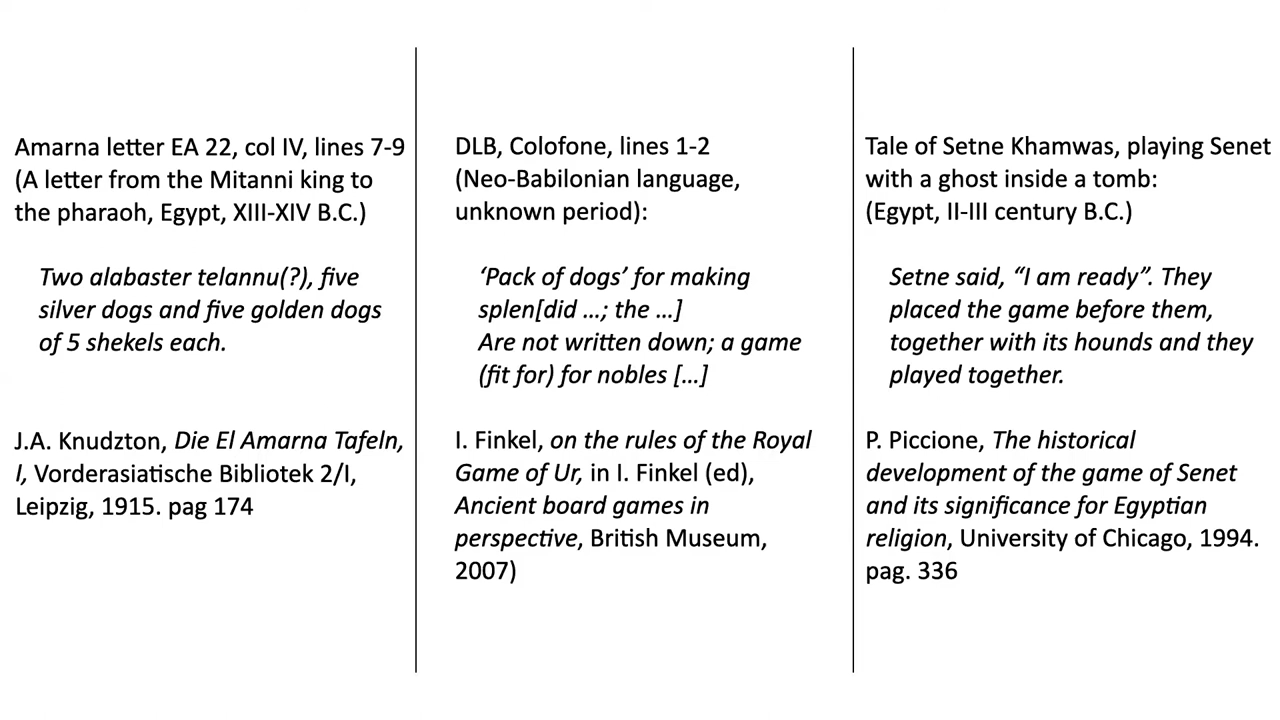 Amarna letter EA 22, col IV, lines 7-9
(A letter from the Mitanni king to
the pharaoh, Egypt, XIII-XIV B.C.)
Two alabaster telannu(?), five
silver dogs and five golden dogs
of 5 shekels each.
J.A. Knudzton, Die El Amarna Tafeln,
I, Vorderasiatische Bibliotek 2/I,
Leipzig, 1915. pag 174
DLB, Colofone, lines 1-2
(Neo-Babilonian language,
unknown period):
‘Pack of dogs’ for making
splen[did ...; the ...]
Are not written down; a game
(fit for) for nobles [...]
I. Finkel, on the rules of the Royal
Game of Ur, in I. Finkel (ed),
Ancient board games in
perspective, British Museum,
2007)
Tale of Setne Khamwas, playing Senet
with a ghost inside a tomb:
(Egypt, II-III century B.C.)
Setne said, “I am ready”. They
placed the game before them,
together with its hounds and they
played together.
P. Piccione, The historical
development of the game of Senet
and its significance for Egyptian
religion, University of Chicago, 1994.
pag. 336